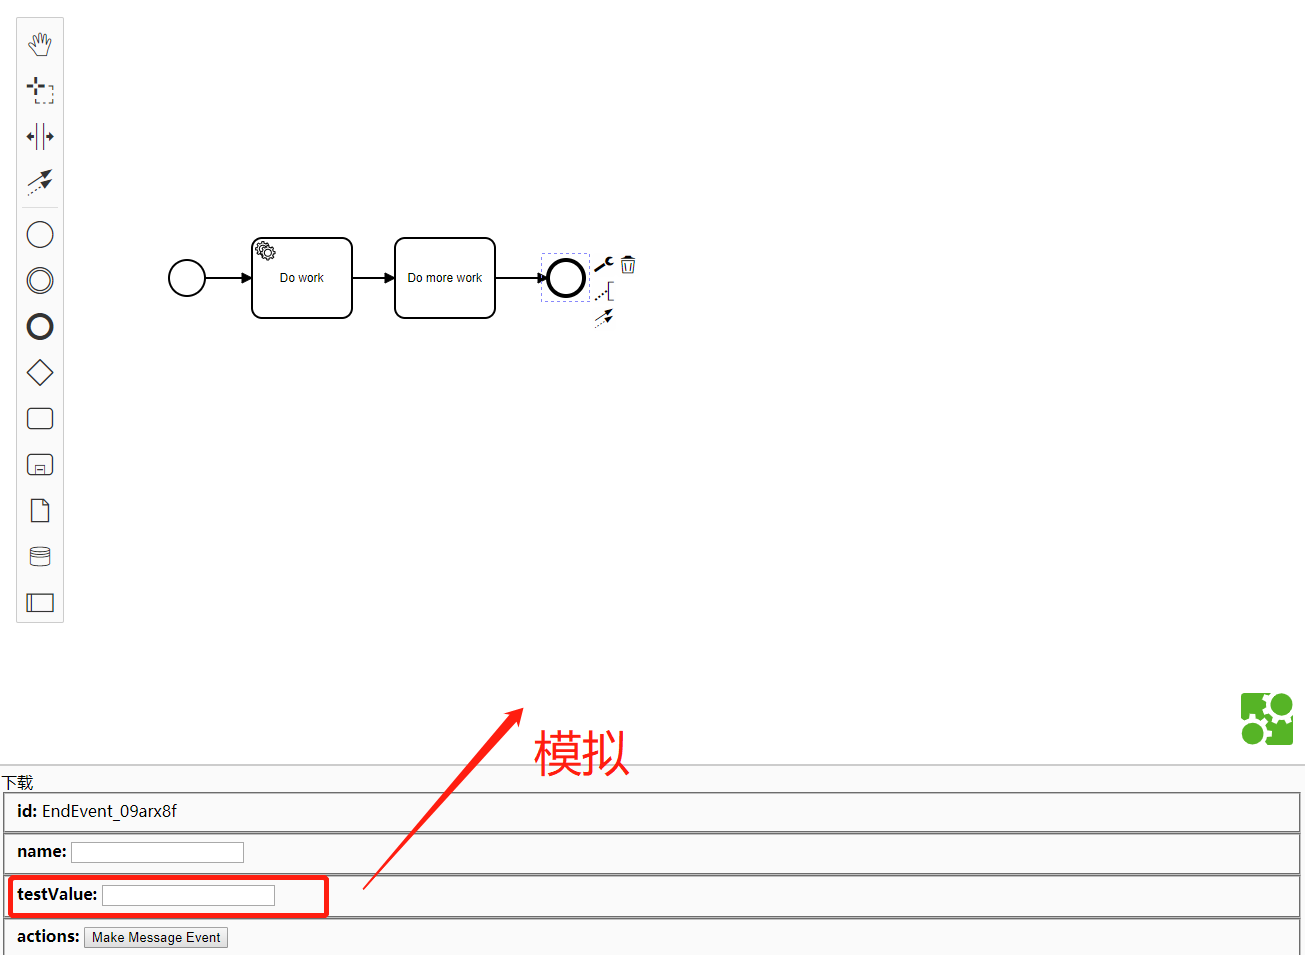 Do work
Do more work
模拟
下载
id: EndEvent_09arx8f
name:
testValue:
actions: Make Message Event